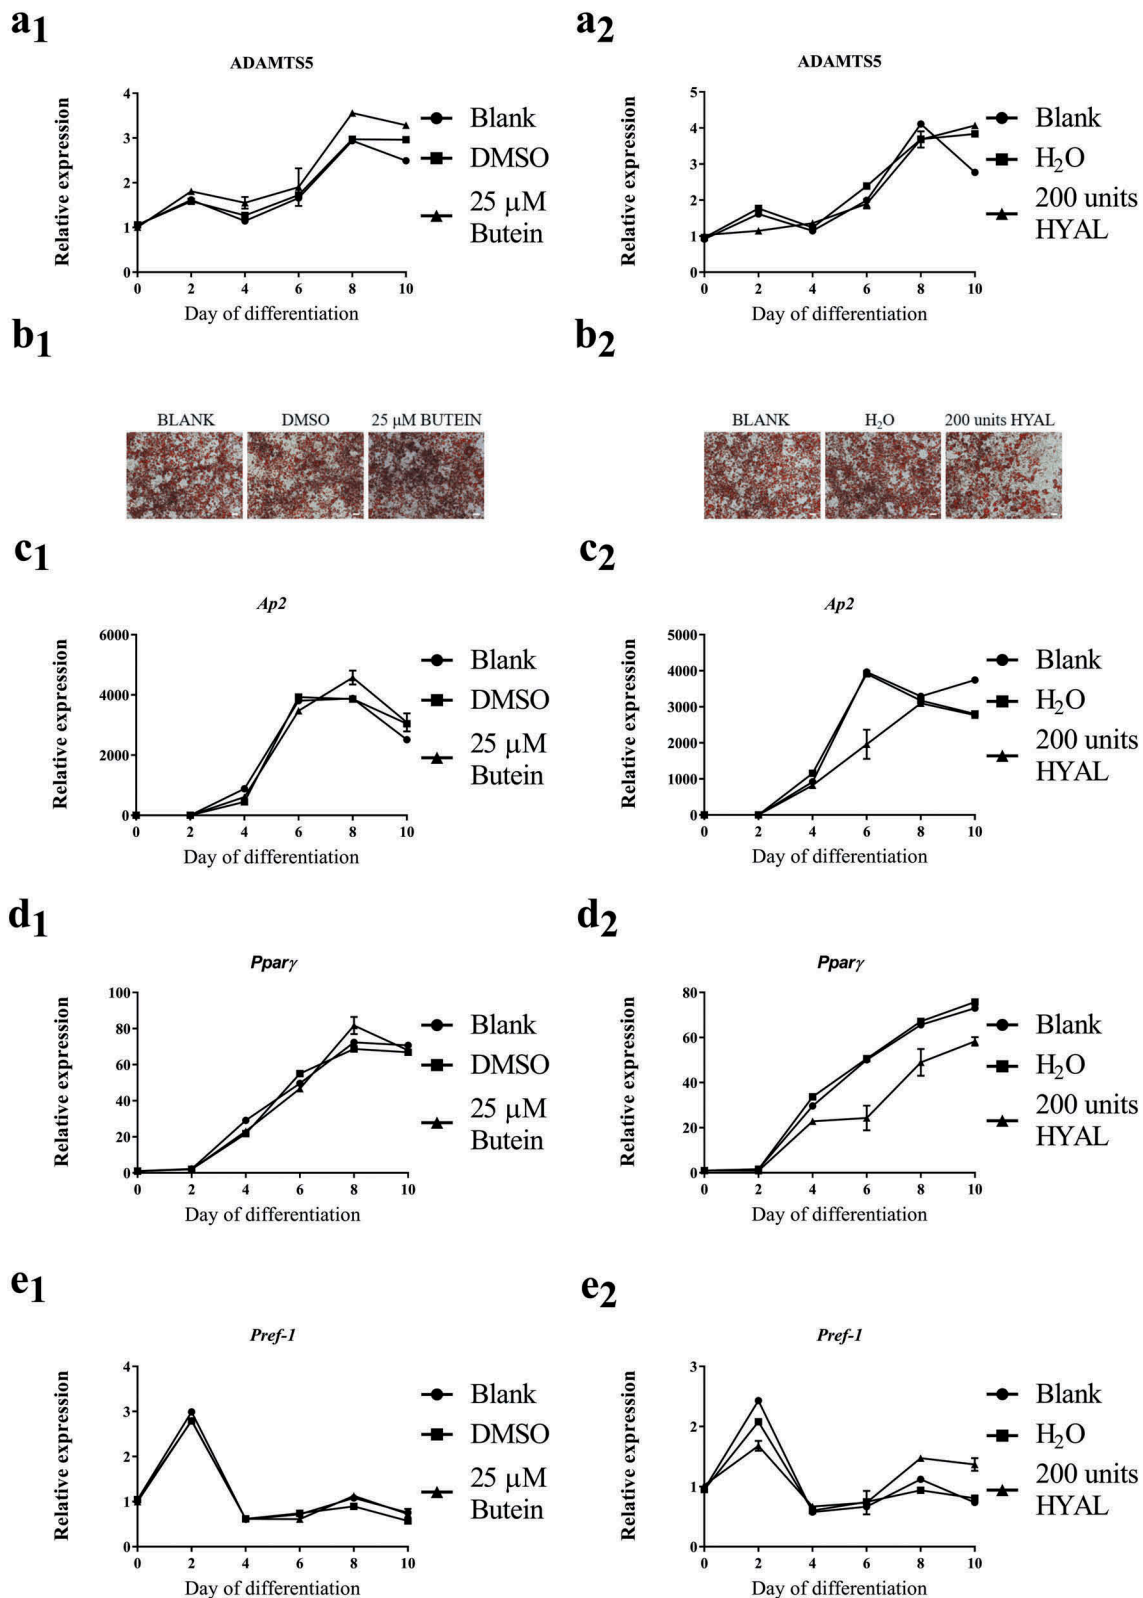 a1
ADAMTS5
Relative expression
4
3
2
1
0
0 2 4 6 8 10
Day of differentiation
Blank
DMSO
25 μM
Butein
a2
ADAMTS5
Relative expression
5
4
3
2
1
0
0 2 4 6 8 10
Day of differentiation
Blank
H₂O
200 units
HYAL
b1
BLANK DMSO 25 μM BUTEIN
b2
BLANK H₂O 200 units HYAL
c1
Ap2
Relative expression
6000
4000
2000
0
0 2 4 6 8 10
Day of differentiation
Blank
DMSO
25 μM
Butein
c2
Ap2
Relative expression
5000
4000
3000
2000
1000
0
0 2 4 6 8 10
Day of differentiation
Blank
H₂O
200 units
HYAL
d1
Pparγ
Relative expression
100
80
60
40
20
0
0 2 4 6 8 10
Day of differentiation
Blank
DMSO
25 μM
Butein
d2
Pparγ
Relative expression
80
60
40
20
0
0 2 4 6 8 10
Day of differentiation
Blank
H₂O
200 units
HYAL
e1
Pref-1
Relative expression
4
3
2
1
0
0 2 4 6 8 10
Day of differentiation
Blank
DMSO
25 μM
Butein
e2
Pref-1
Relative expression
3
2
1
0
0 2 4 6 8 10
Day of differentiation
Blank
H₂O
200 units
HYAL